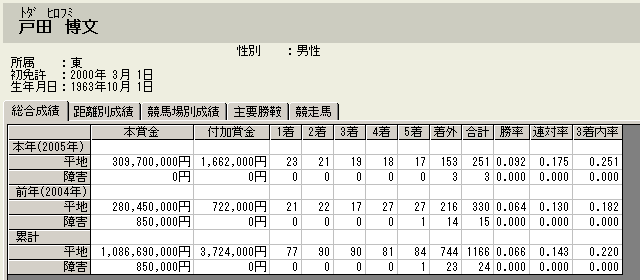 ﾄﾀﾞ ﾋﾛﾌﾐ
戸田 博文
性別 ：男性
所属 ：東
初免許 ：2000年 3月 1日
生年月日：1963年10月 1日
総合成績 距離別成績 競馬場別成績 主要勝鞍 競走馬
本賞金 付加賞金 1着 2着 3着 4着 5着 着外 合計 勝率 連対率 3着内率
本年(2005年)
平地 309,700,000円 1,662,000円 23 21 19 18 17 153 251 0.092 0.175 0.251
障害 0円 0円 0 0 0 0 0 3 3 0.000 0.000 0.000
前年(2004年)
平地 280,450,000円 722,000円 21 22 17 27 27 216 330 0.064 0.130 0.182
障害 850,000円 0円 0 0 0 0 1 14 15 0.000 0.000 0.000
累計
平地 1,086,690,000円 3,724,000円 77 90 90 81 84 744 1166 0.066 0.143 0.220
障害 850,000円 0円 0 0 0 0 1 23 24 0.000 0.000 0.000